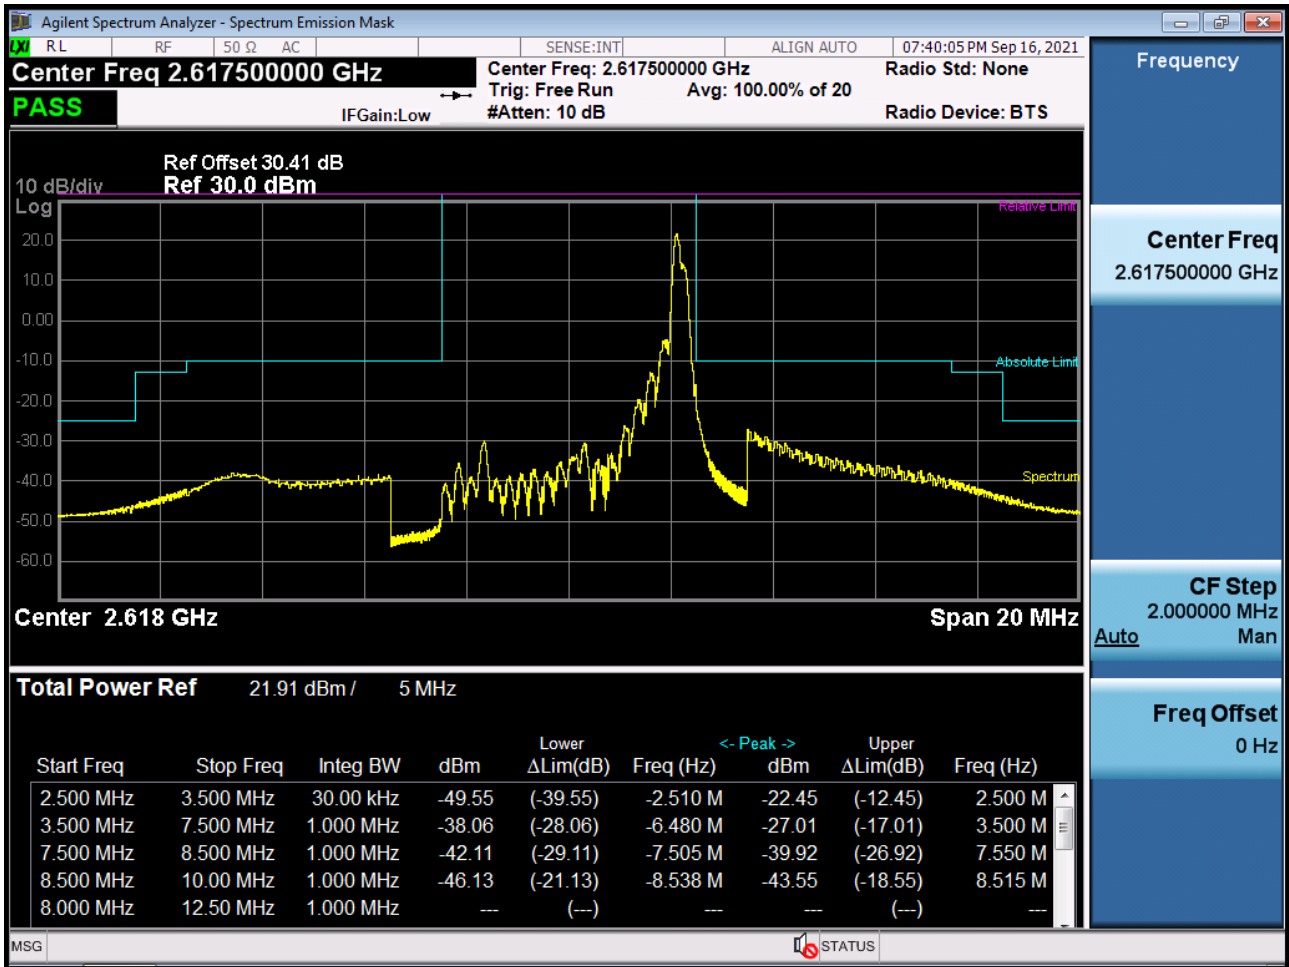 Agilent Spectrum Analyzer - Spectrum Emission Mask
LXI RL RF 50 Ω AC SENSE:INT ALIGN AUTO 07:40:05 PM Sep 16, 2021
Center Freq 2.617500000 GHz
Center Freq: 2.617500000 GHz
Radio Std: None
Trig: Free Run
Avg: 100.00% of 20
PASS
IFGain:Low
#Atten: 10 dB
Radio Device: BTS
Ref Offset 30.41 dB
10 dB/div
Ref 30.0 dBm
Log
Relative Limit
20.0
10.0
0.00
-10.0
Absolute Limit
-20.0
-30.0
-40.0
Spectrum
-50.0
-60.0
Center 2.618 GHz
Span 20 MHz
Total Power Ref 21.91 dBm / 5 MHz
Lower <- Peak -> Upper
Start Freq Stop Freq Integ BW dBm ΔLim(dB) Freq (Hz) dBm ΔLim(dB) Freq (Hz)
2.500 MHz 3.500 MHz 30.00 kHz -49.55 (-39.55) -2.510 M -22.45 (-12.45) 2.500 M
3.500 MHz 7.500 MHz 1.000 MHz -38.06 (-28.06) -6.480 M -27.01 (-17.01) 3.500 M
7.500 MHz 8.500 MHz 1.000 MHz -42.11 (-29.11) -7.505 M -39.92 (-26.92) 7.550 M
8.500 MHz 10.00 MHz 1.000 MHz -46.13 (-21.13) -8.538 M -43.55 (-18.55) 8.515 M
8.000 MHz 12.50 MHz 1.000 MHz --- (---) --- --- (---) ---
MSG
STATUS
Frequency
Center Freq
2.617500000 GHz
CF Step
2.000000 MHz
Auto Man
Freq Offset
0 Hz